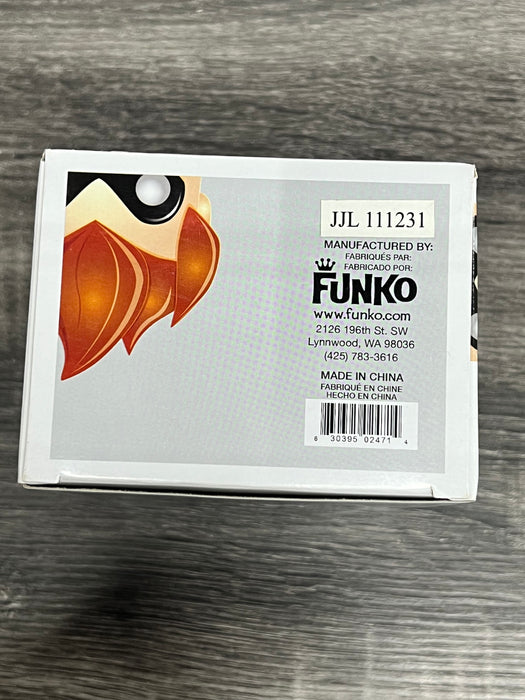 JJL 111231
MANUFACTURED BY:
FABRIQUÉS PAR:
FABRICADO POR:
FUNKO
www.funko.com
2126 196th St. SW
Lynnwood, WA 98036
(425) 783-3616
MADE IN CHINA
FABRIQUÉ EN CHINE
HECHO EN CHINA
6 30395 02471 4